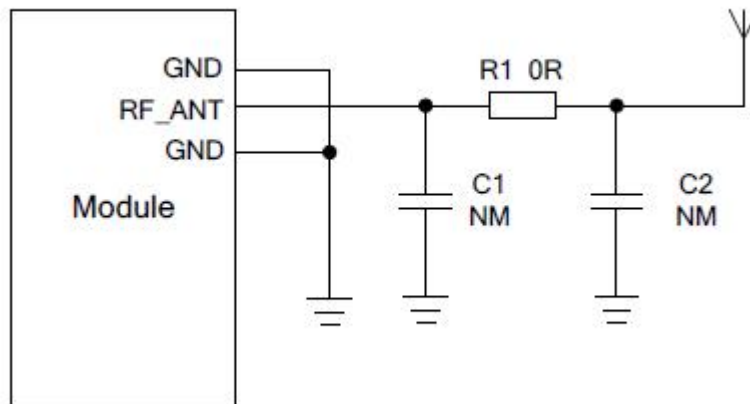 GND
RF_ANT
GND
Module
R1 0R
C1
NM
C2
NM